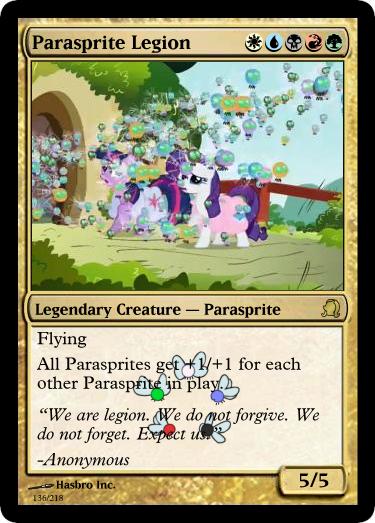 Parasprite Legion
Legendary Creature — Parasprite
Flying
All Parasprites get +1/+1 for each
other Parasprite in play.
“We are legion. We do not forgive. We
do not forget. Expect us.”
-Anonymous
Hasbro Inc.
136/218
5/5